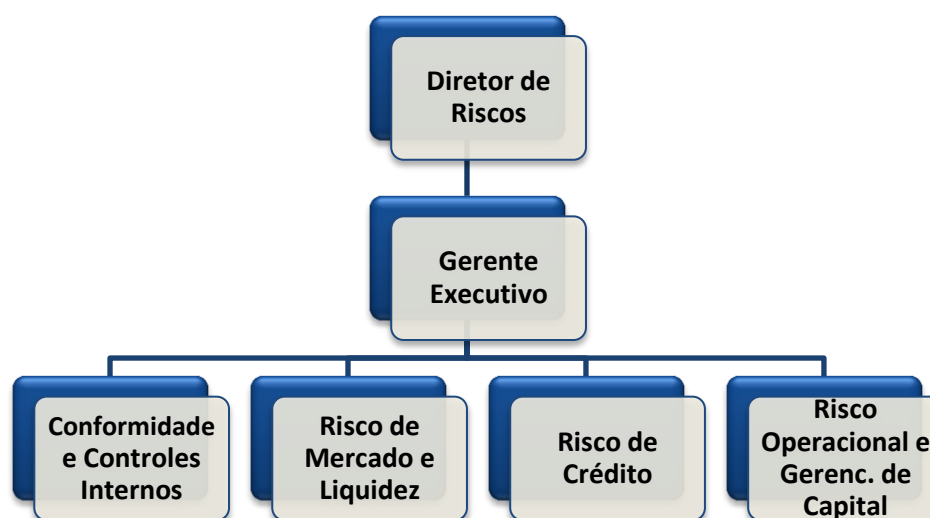 Diretor de
Riscos
Gerente
Executivo
Conformidade
e Controles
Internos
Risco de
Mercado e
Liquidez
Risco de
Crédito
Risco
Operacional e
Gerenc. de
Capital